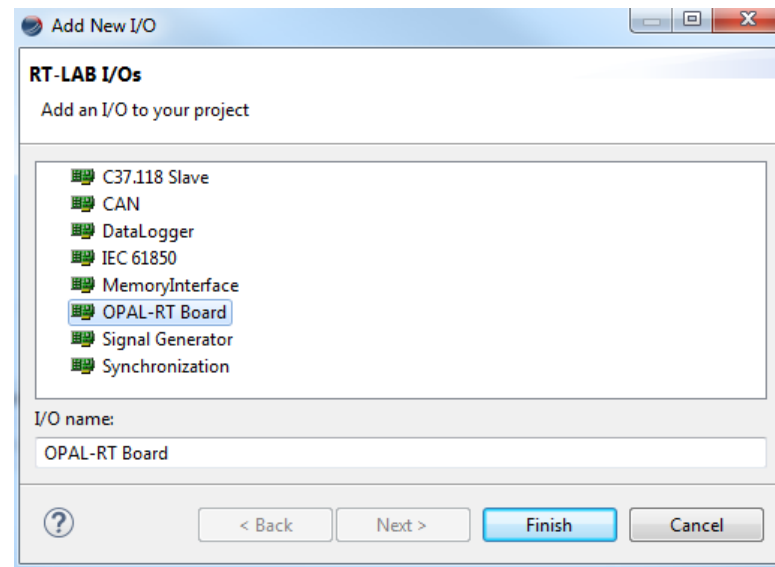 Add New I/O
RT-LAB I/Os
Add an I/O to your project
C37.118 Slave
CAN
DataLogger
IEC 61850
MemoryInterface
OPAL-RT Board
Signal Generator
Synchronization
I/O name:
OPAL-RT Board
? < Back Next > Finish Cancel